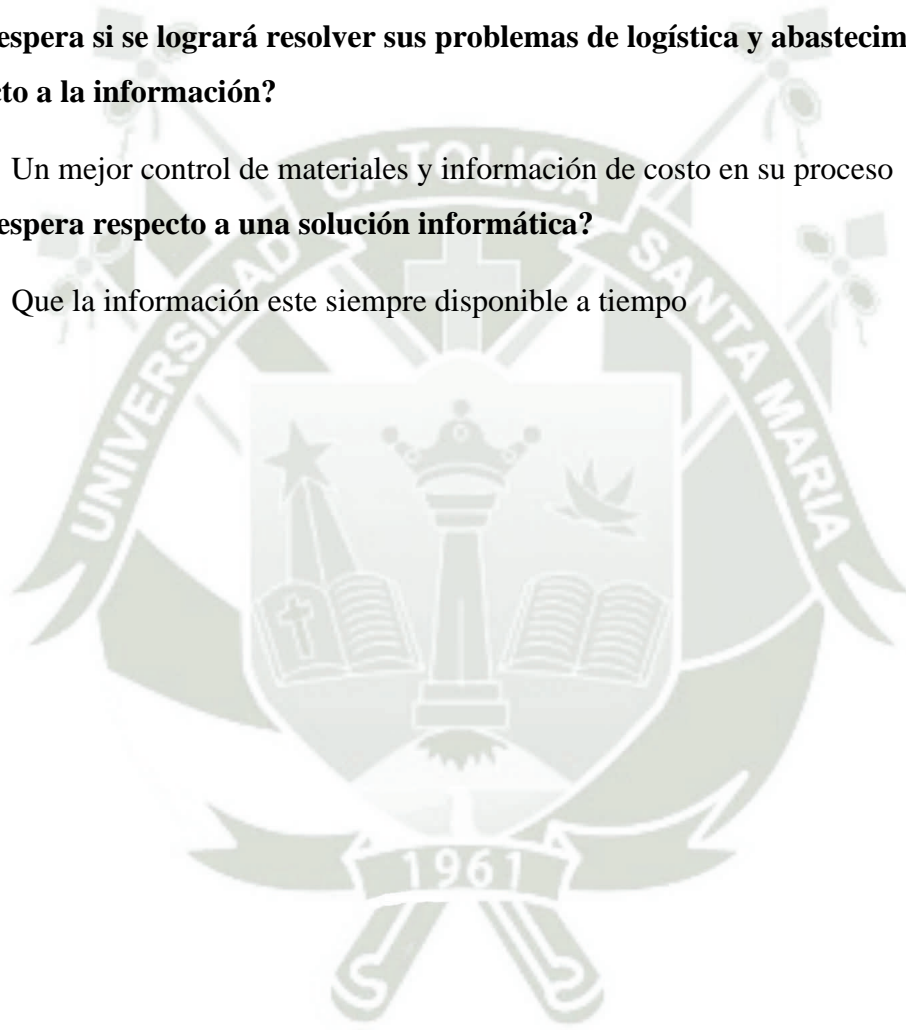 espera si se logrará resolver sus problemas de logística y abastecim
cto a la información?
Un mejor control de materiales y información de costo en su proceso
espera respecto a una solución informática?
Que la información este siempre disponible a tiempo
UNIVERSIDAD CATOLICA SANTA MARIA
1961